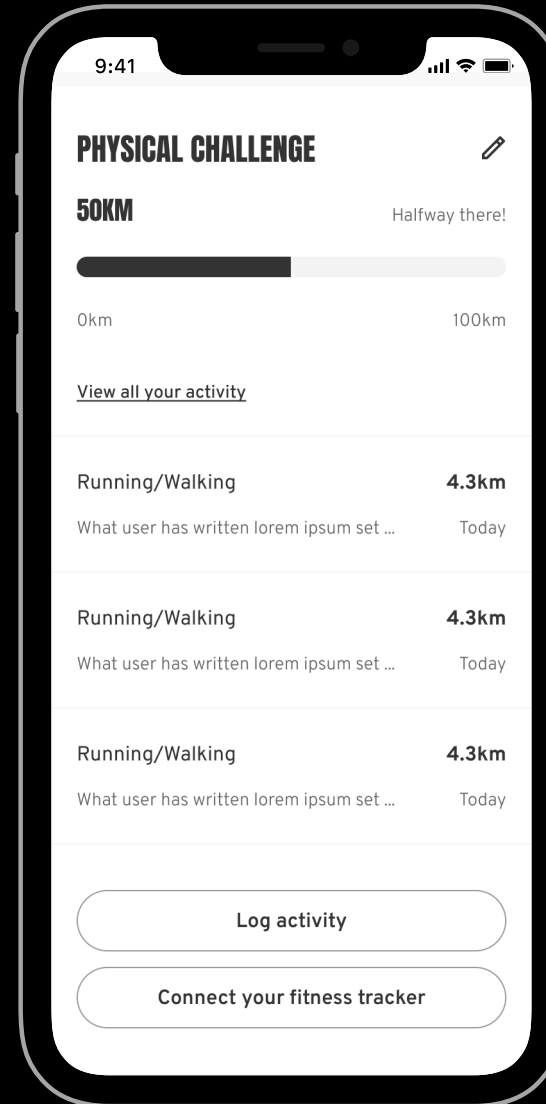 9:41
PHYSICAL CHALLENGE
50KM
Halfway there!
0km
100km
View all your activity
Running/Walking
4.3km
What user has written lorem ipsum set ...
Today
Running/Walking
4.3km
What user has written lorem ipsum set ...
Today
Running/Walking
4.3km
What user has written lorem ipsum set ...
Today
Log activity
Connect your fitness tracker